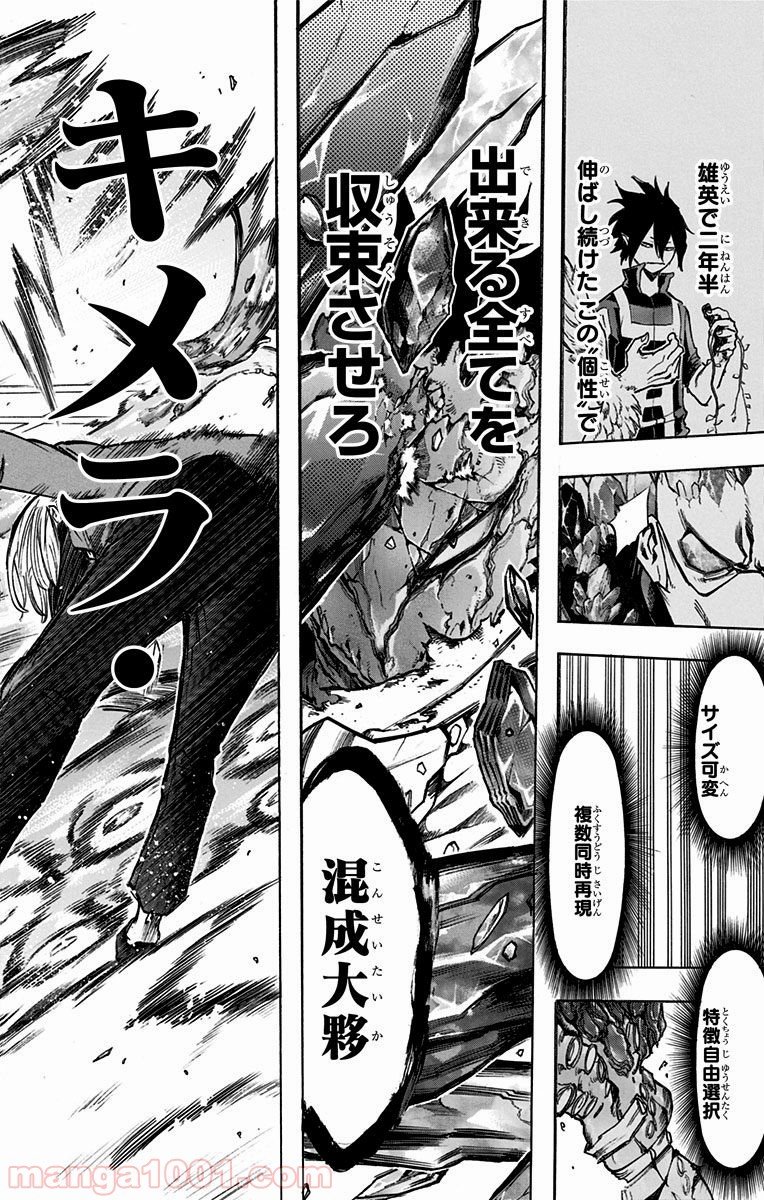 雄英で二年半
伸ばし続けたこの〝個性〟で
サイズ可変
複数同時再現
特徴自由選択
出来る全てを
収束させろ
混成大夥
キメラ・
manga1001.com